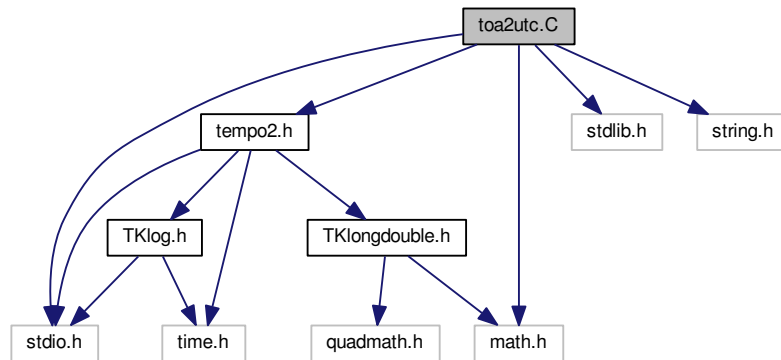 toa2utc.C
tempo2.h
stdlib.h
string.h
TKlog.h
TKlongdouble.h
stdio.h
time.h
quadmath.h
math.h